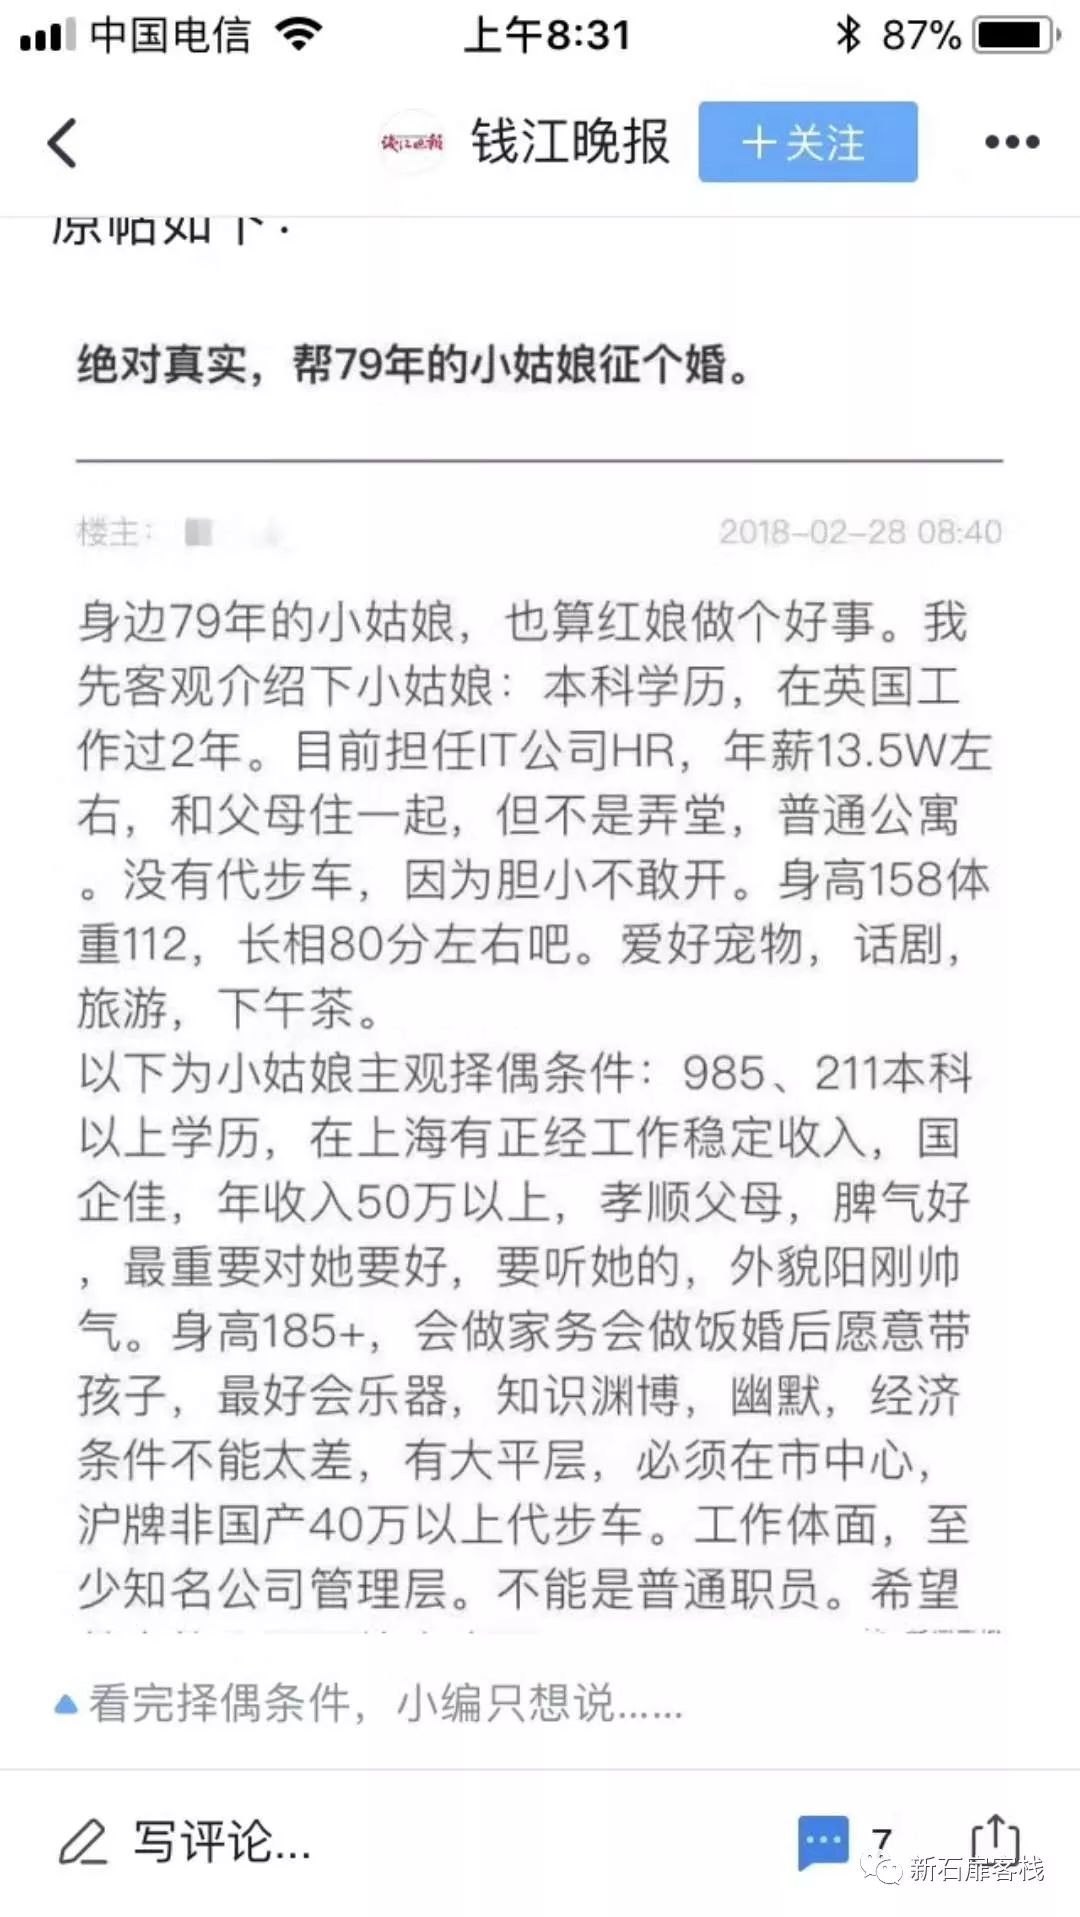 中国电信 上午8:31 87%
钱江晚报 +关注
原帖如下：
绝对真实，帮79年的小姑娘征个婚。
楼主： 2018-02-28 08:40
身边79年的小姑娘，也算红娘做个好事。我
先客观介绍下小姑娘：本科学历，在英国工
作过2年。目前担任IT公司HR，年薪13.5W左
右，和父母住一起，但不是弄堂，普通公寓
。没有代步车，因为胆小不敢开。身高158体
重112，长相80分左右吧。爱好宠物，话剧，
旅游，下午茶。
以下为小姑娘主观择偶条件：985、211本科
以上学历，在上海有正经工作稳定收入，国
企佳，年收入50万以上，孝顺父母，脾气好
，最重要对她要好，要听她的，外貌阳刚帅
气。身高185+，会做家务会做饭婚后愿意带
孩子，最好会乐器，知识渊博，幽默，经济
条件不能太差，有大平层，必须在市中心，
沪牌非国产40万以上代步车。工作体面，至
少知名公司管理层。不能是普通职员。希望
看完择偶条件，小编只想说......
写评论... 7
新石扉客栈